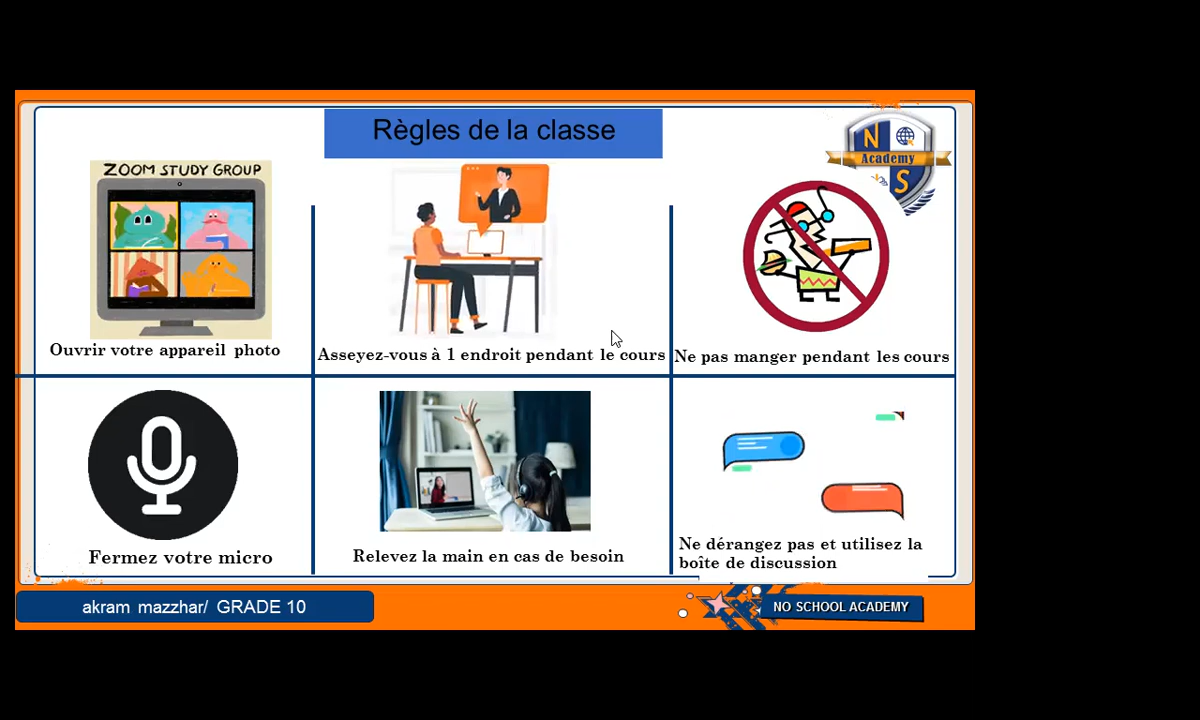 Règles de la classe
N
Academy
S
ZOOM STUDY GROUP
Ouvrir votre appareil photo
Asseyez-vous à 1 endroit pendant le cours
Ne pas manger pendant les cours
Fermez votre micro
Relevez la main en cas de besoin
Ne dérangez pas et utilisez la
boîte de discussion
akram mazzhar/ GRADE 10
NO SCHOOL ACADEMY